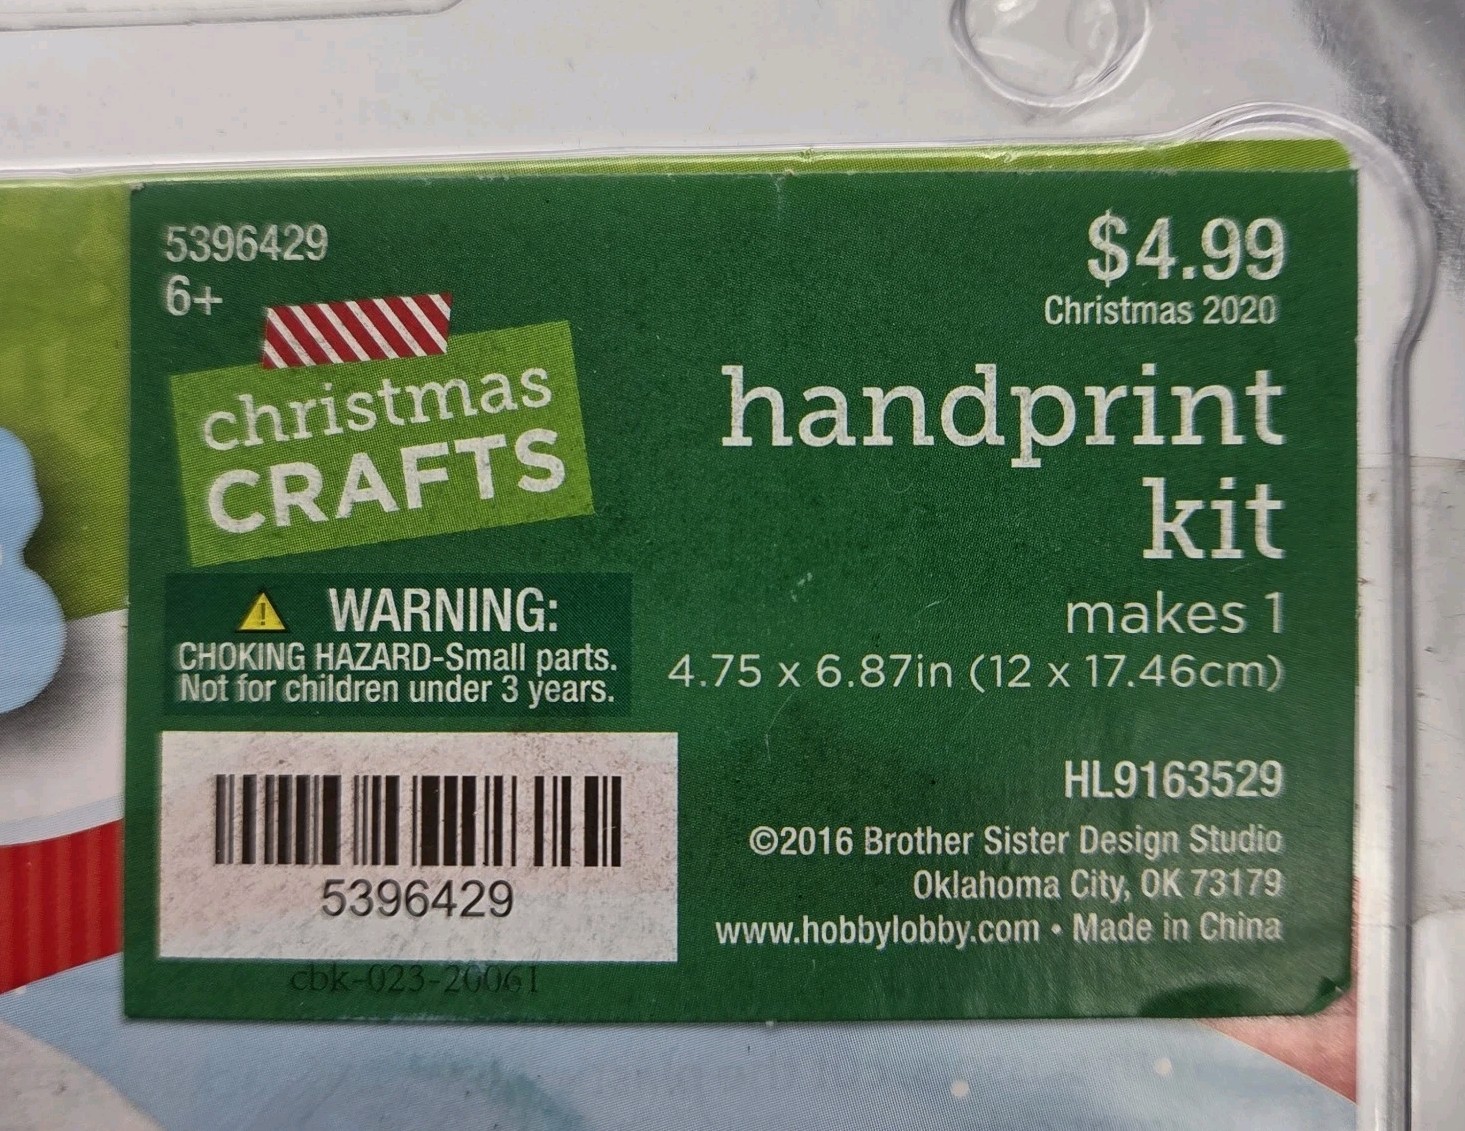 5396429
6+
christmas
CRAFTS
WARNING:
CHOKING HAZARD-Small parts.
Not for children under 3 years.
5396429
cbk-023-20061
$4.99
Christmas 2020
handprint
kit
makes 1
4.75 x 6.87in (12 x 17.46cm)
HL9163529
©2016 Brother Sister Design Studio
Oklahoma City, OK 73179
www.hobbylobby.com • Made in China